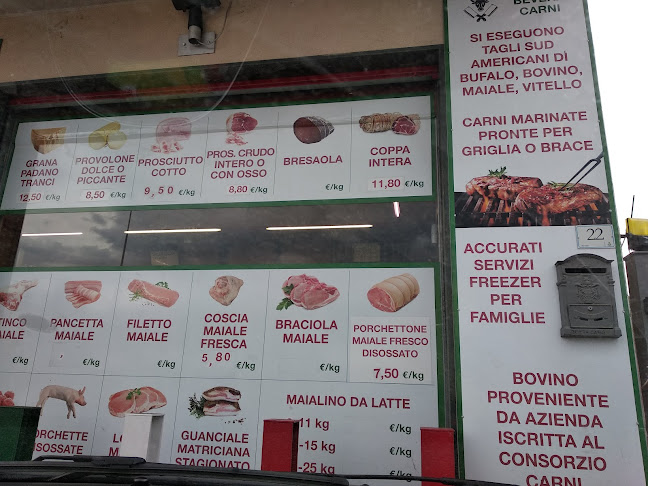 GRANA
PADANO
TRANCI
12,50 €/kg
PROVOLONE
DOLCE O
PICCANTE
8,50 €/kg
PROSCIUTTO
COTTO
9,50 €/kg
PROS. CRUDO
INTERO O
CON OSSO
8,80 €/kg
BRESAOLA
€/kg
COPPA
INTERA
11,80 €/kg
MAIALE
€/kg
PANCETTA
MAIALE
€/kg
FILETTO
MAIALE
€/kg
COSCIA
MAIALE
FRESCA
5,80
€/kg
BRACIOLA
MAIALE
€/kg
PORCHETTONE
MAIALE FRESCO
DISOSSATO
7,50 €/kg
GUANCIALE
MATRICIANA
STAGIONATO
MAIALINO DA LATTE
11 kg €/kg
-15 kg €/kg
-25 kg €/kg
CARNI
SI ESEGUONO
TAGLI SUD
AMERICANI DI
BUFALO, BOVINO,
MAIALE, VITELLO
CARNI MARINATE
PRONTE PER
GRIGLIA O BRACE
22
ACCURATI
SERVIZI
FREEZER
PER
FAMIGLIE
BOVINO
PROVENIENTE
DA AZIENDA
ISCRITTA AL
CONSORZIO
CARNI